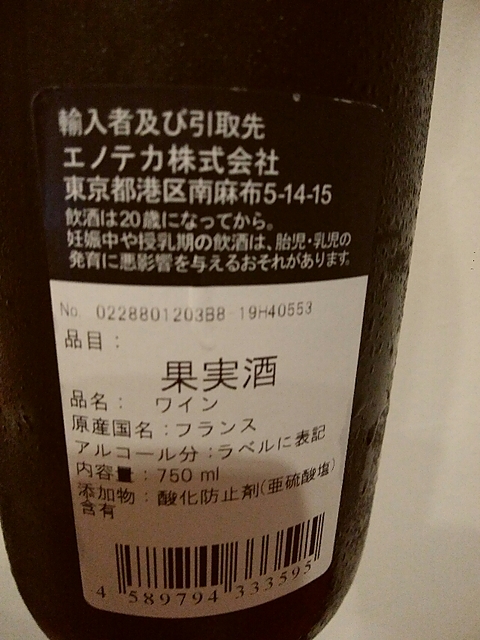 輸入者及び引取先
エノテカ株式会社
東京都港区南麻布5-14-15
飲酒は20歳になってから。
妊娠中や授乳期の飲酒は、胎児・乳児の
発育に悪影響を与えるおそれがあります。
No. 0228801203B8 19H40553
品目：
果実酒
品名： ワイン
原産国名：フランス
アルコール分：ラベルに表記
内容量：750 ml
添加物：酸化防止剤(亜硫酸塩)
含有
4 589794 333595